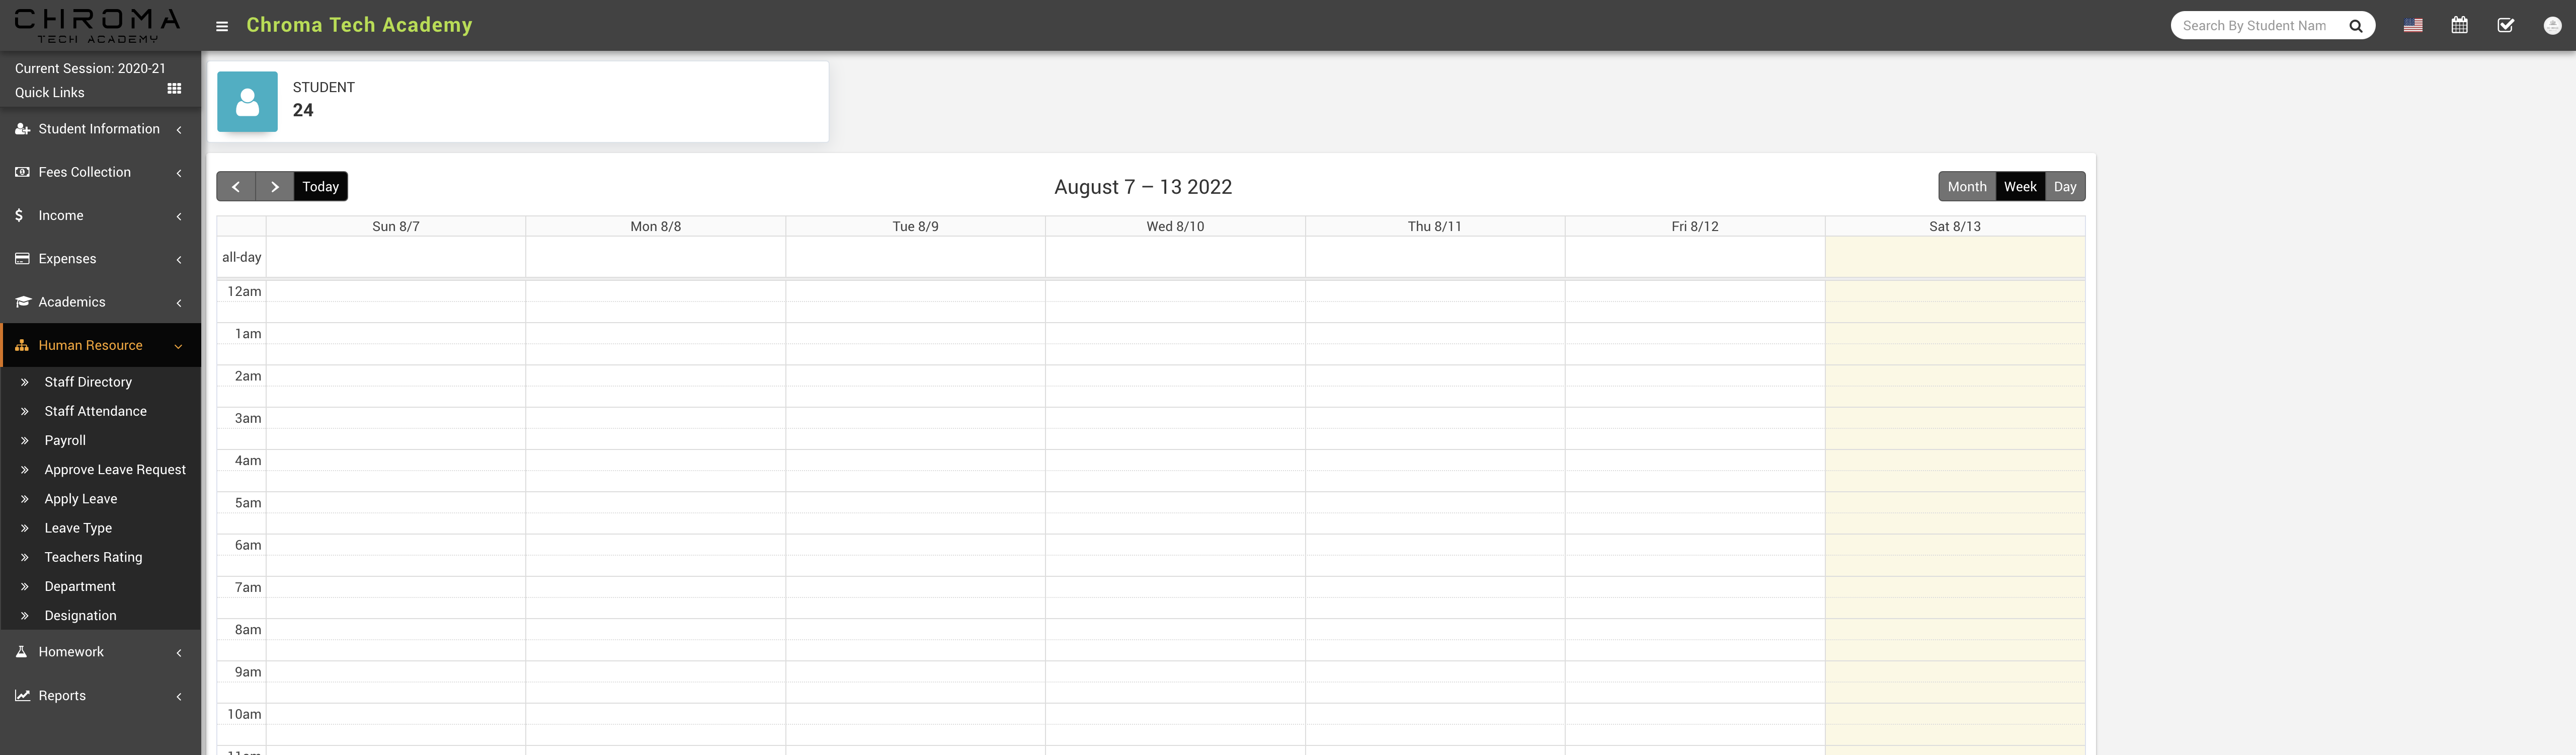 CHROMA
TECH ACADEMY
Chroma Tech Academy
Search By Student Nam
Current Session: 2020-21
Quick Links
Student Information
Fees Collection
Income
Expenses
Academics
Human Resource
Staff Directory
Staff Attendance
Payroll
Approve Leave Request
Apply Leave
Leave Type
Teachers Rating
Department
Designation
Homework
Reports
STUDENT
24
Today
August 7 – 13 2022
Month Week Day
Sun 8/7 Mon 8/8 Tue 8/9 Wed 8/10 Thu 8/11 Fri 8/12 Sat 8/13
all-day
12am
1am
2am
3am
4am
5am
6am
7am
8am
9am
10am